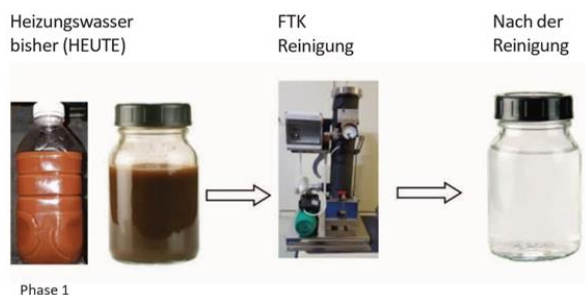 Heizungswasser
bisher (HEUTE)
FTK
Reinigung
Nach der
Reinigung
Phase 1